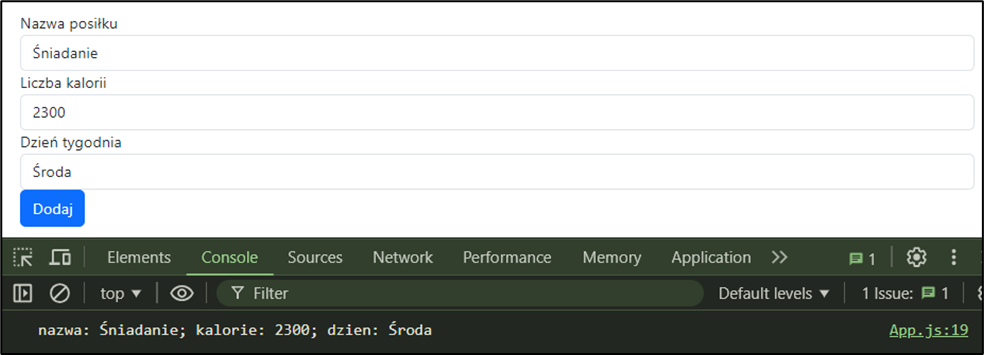 Nazwa posiłku
Śniadanie
Liczba kalorii
2300
Dzień tygodnia
Środa
Dodaj
Elements Console Sources Network Performance Memory Application 1
top Filter Default levels 1 Issue: 1
nazwa: Śniadanie; kalorie: 2300; dzien: Środa App.js:19